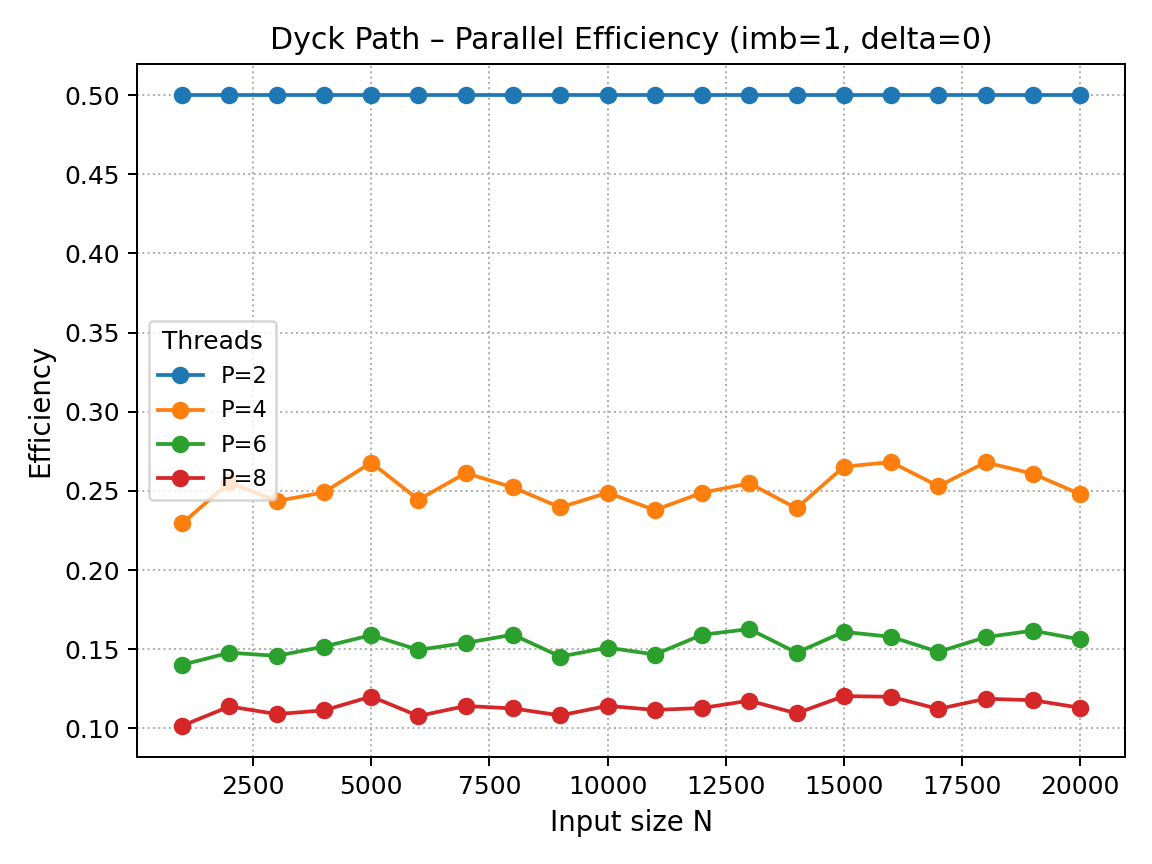 Dyck Path – Parallel Efficiency (imb=1, delta=0)
0.50
0.45
0.40
0.35
0.30
0.25
0.20
0.15
0.10
Efficiency
Threads
P=2
P=4
P=6
P=8
2500 5000 7500 10000 12500 15000 17500 20000
Input size N